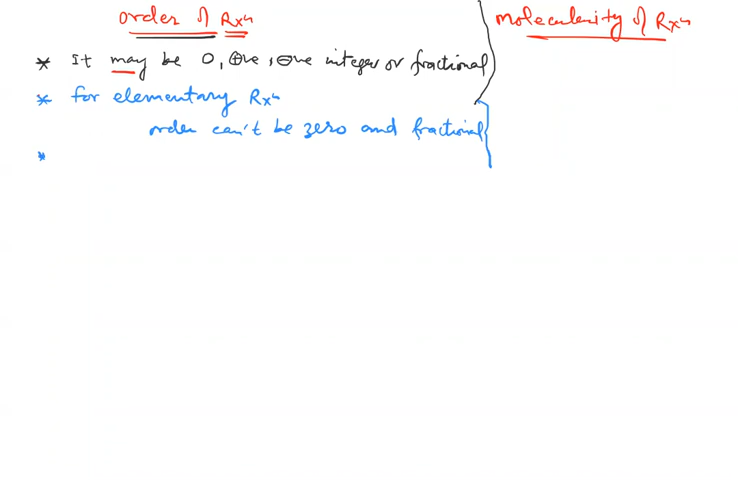 order of Rxn
molecularity of Rxn
* It may be 0, ⊕ve, ⊖ve integer or fractional
* for elementary Rxn
order can't be zero and fractional
*